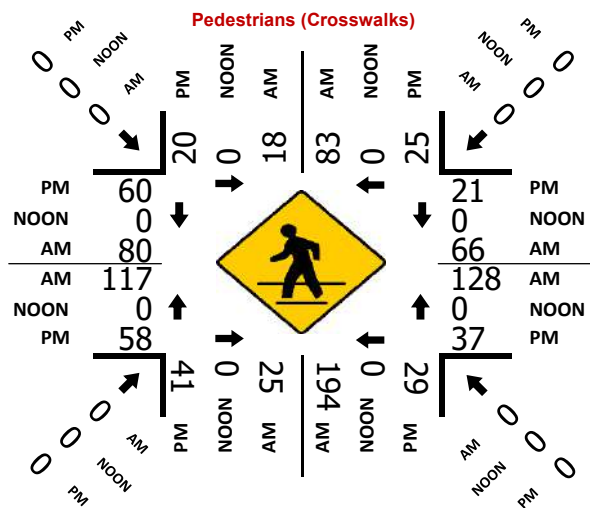 Pedestrians (Crosswalks)
0 PM
0 NOON
0 AM
PM NOON AM AM NOON PM
20 0 18 83 0 25
PM 0
NOON 0
AM 0
PM 60
NOON 0
AM 80
AM 117
NOON 0
PM 58
21 PM
0 NOON
66 AM
128 AM
0 NOON
37 PM
41 0 25 194 0 29
PM NOON AM AM NOON PM
0 AM
0 NOON
0 PM
AM 0
NOON 0
PM 0